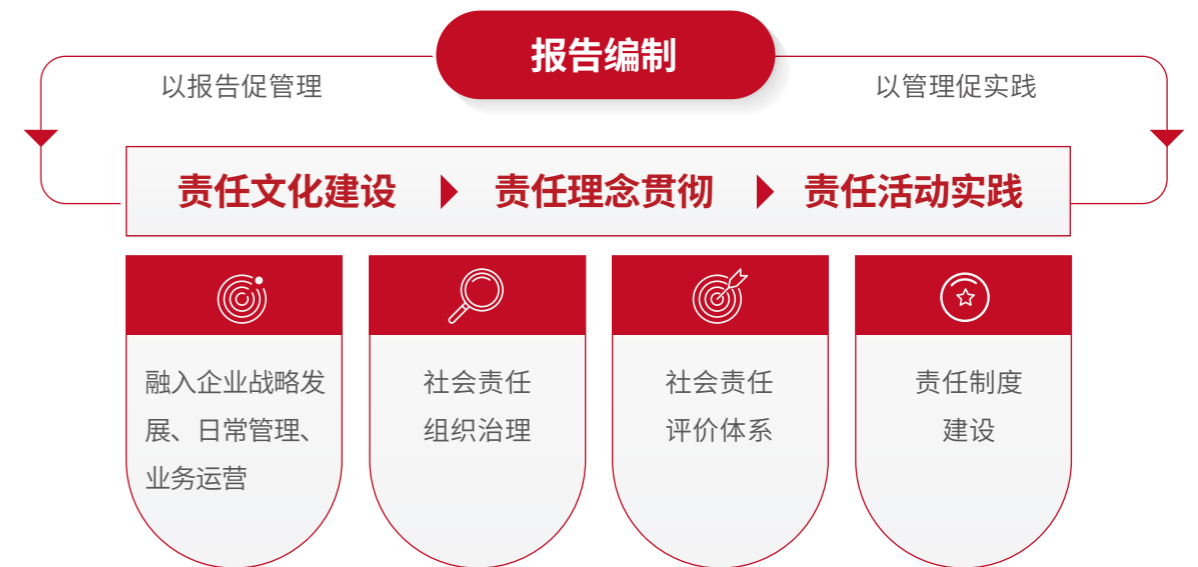 报告编制
以报告促管理
以管理促实践
责任文化建设
责任理念贯彻
责任活动实践
融入企业战略发
展、日常管理、
业务运营
社会责任
组织治理
社会责任
评价体系
责任制度
建设